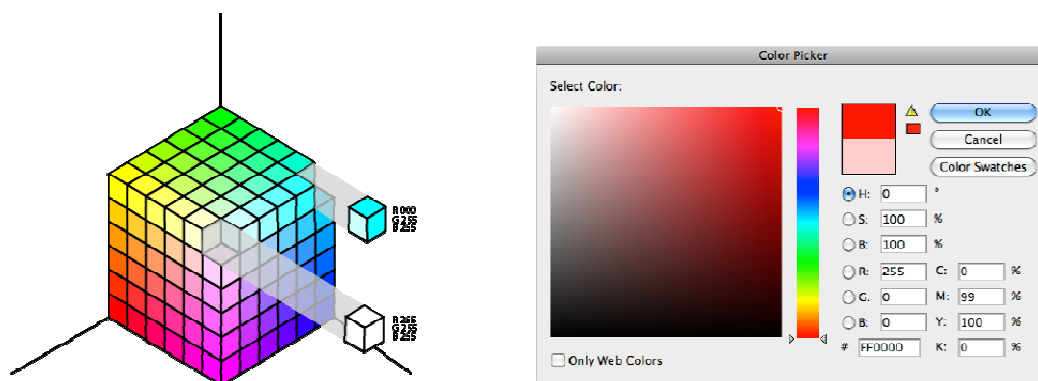 R 000
G 255
B 255
R 255
G 255
B 255
Color Picker
Select Color:
OK
Cancel
Color Swatches
H: 0 °
S: 100 %
B: 100 %
R: 255 C: 0 %
G: 0 M: 99 %
B: 0 Y: 100 %
# FF0000 K: 0 %
Only Web Colors